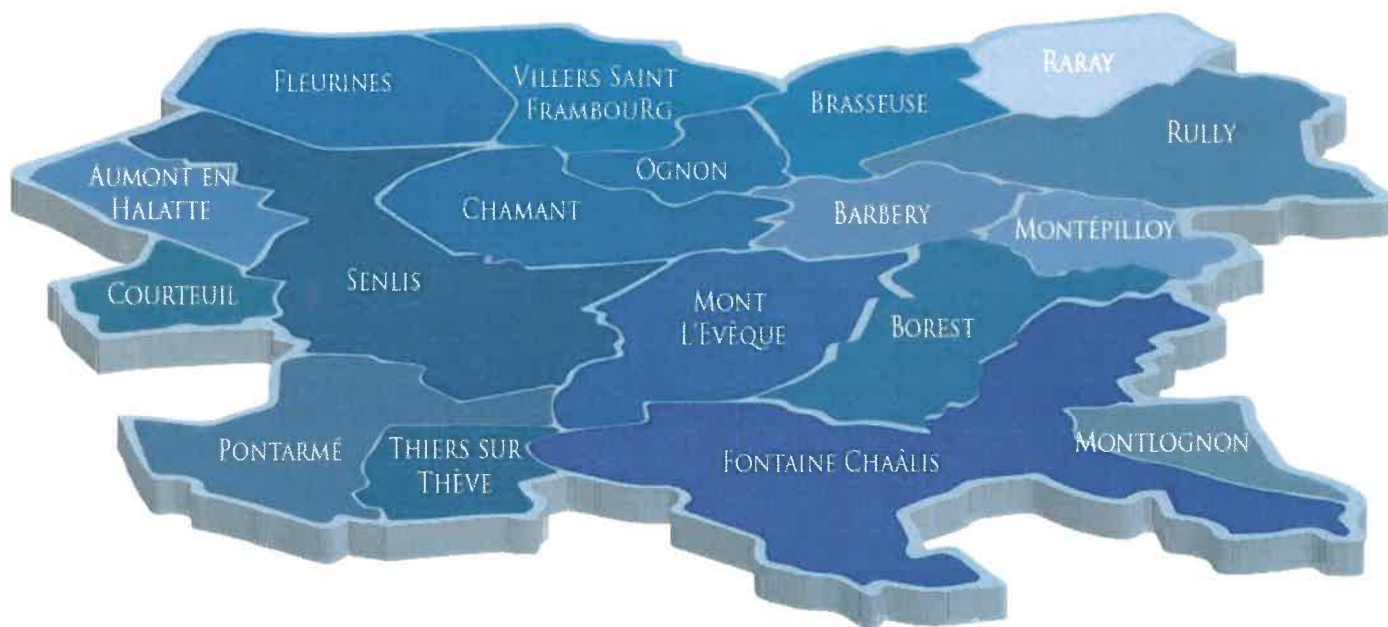 FLEURINES
VILLERS SAINT
FRAMBOURG
BRASSEUSE
RARAY
RULLY
AUMONT EN
HALATTE
CHAMANT
OGNON
BARBERY
MONTÉPILLOY
COURTEUIL
SENLIS
MONT
L'EVÈQUE
BOREST
PONTARMÉ
THIERS SUR
THÈVE
FONTAINE CHAÂLIS
MONTLOGNON